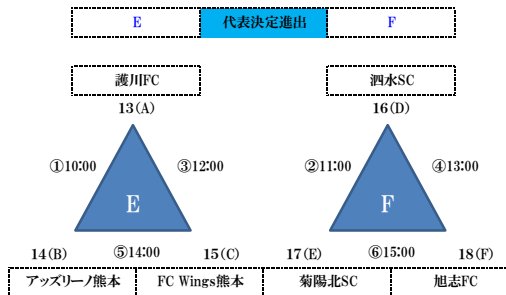 E 代表決定進出 F
護川FC 泗水SC
13(A) 16(D)
①10:00 ③12:00 ②11:00 ④13:00
E F
14(B) ⑤14:00 15(C) 17(E) ⑥15:00 18(F)
アッズリーノ熊本 FC Wings熊本 菊陽北SC 旭志FC